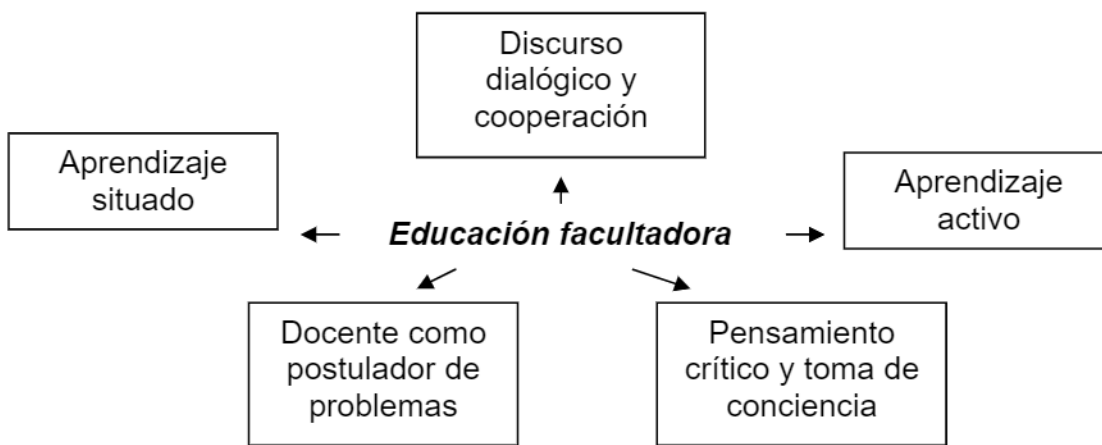 Discurso
dialógico y
cooperación
Aprendizaje
situado
Educación facultadora
Aprendizaje
activo
Docente como
postulador de
problemas
Pensamiento
crítico y toma de
conciencia